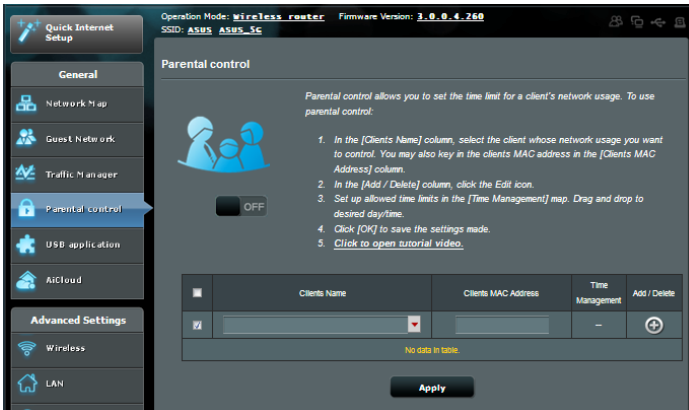 Quick Internet
Setup
Operation Mode: Wireless router Firmware Version: 3.0.0.4.260
SSID: ASUS ASUS_5G
General
Network Map
Guest Network
Traffic Manager
Parental control
USB application
AiCloud
Advanced Settings
Wireless
LAN
Parental control
Parental control allows you to set the time limit for a client's network usage. To use
parental control:
1. In the [Clients Name] column, select the client whose network usage you want
to control. You may also key in the clients MAC address in the [Clients MAC
Address] column.
2. In the [Add / Delete] column, click the Edit icon.
3. Set up allowed time limits in the [Time Management] map. Drag and drop to
desired day/time.
4. Click [OK] to save the settings made.
5. Click to open tutorial video.
OFF
Clients Name
Clients MAC Address
Time
Management
Add / Delete
–
No data in table.
Apply